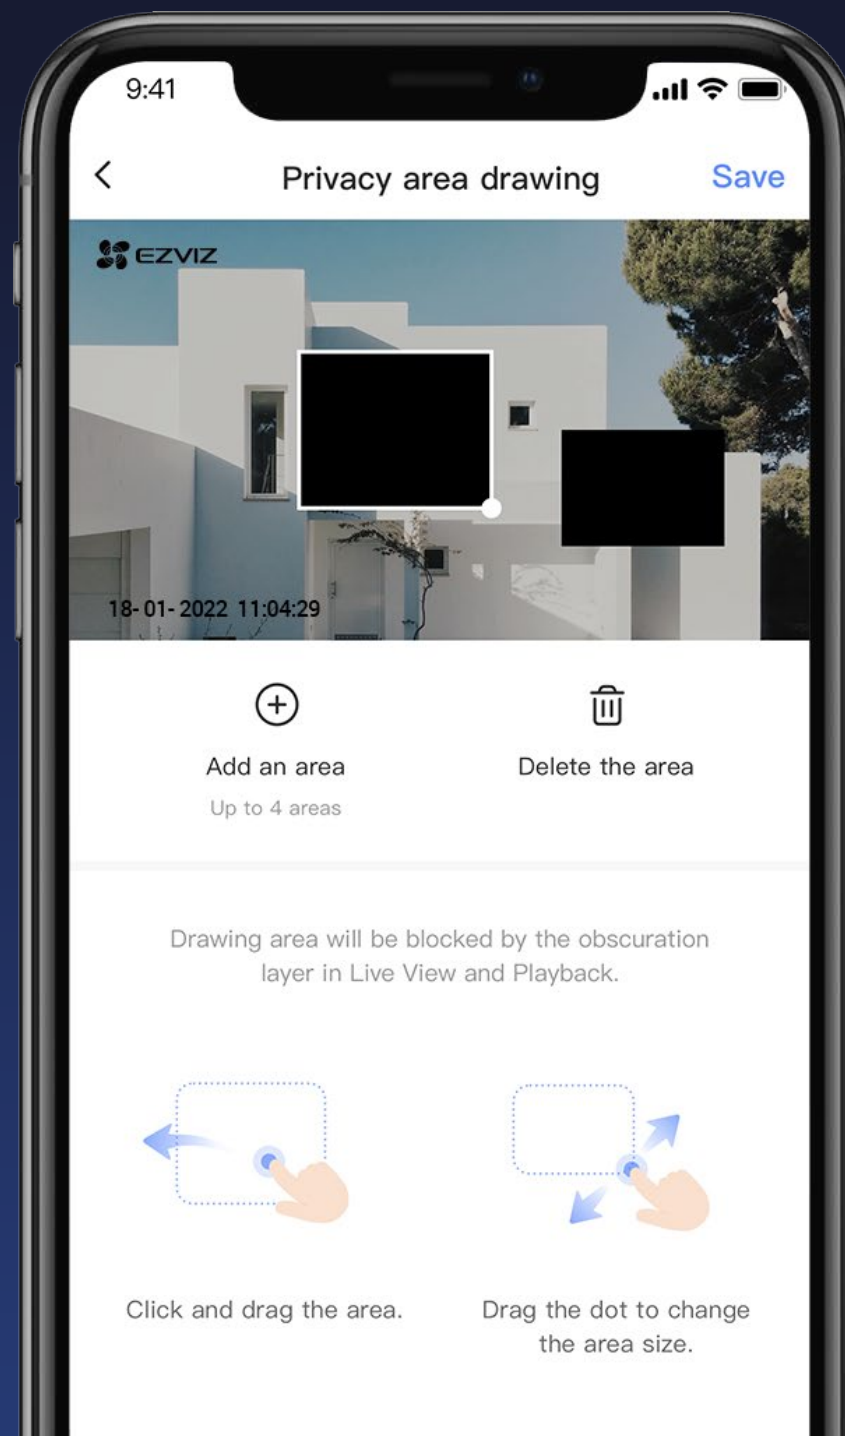 9:41
Privacy area drawing
Save
EZVIZ
18-01-2022 11:04:29
Add an area
Delete the area
Up to 4 areas
Drawing area will be blocked by the obscuration
layer in Live View and Playback.
Click and drag the area.
Drag the dot to change
the area size.